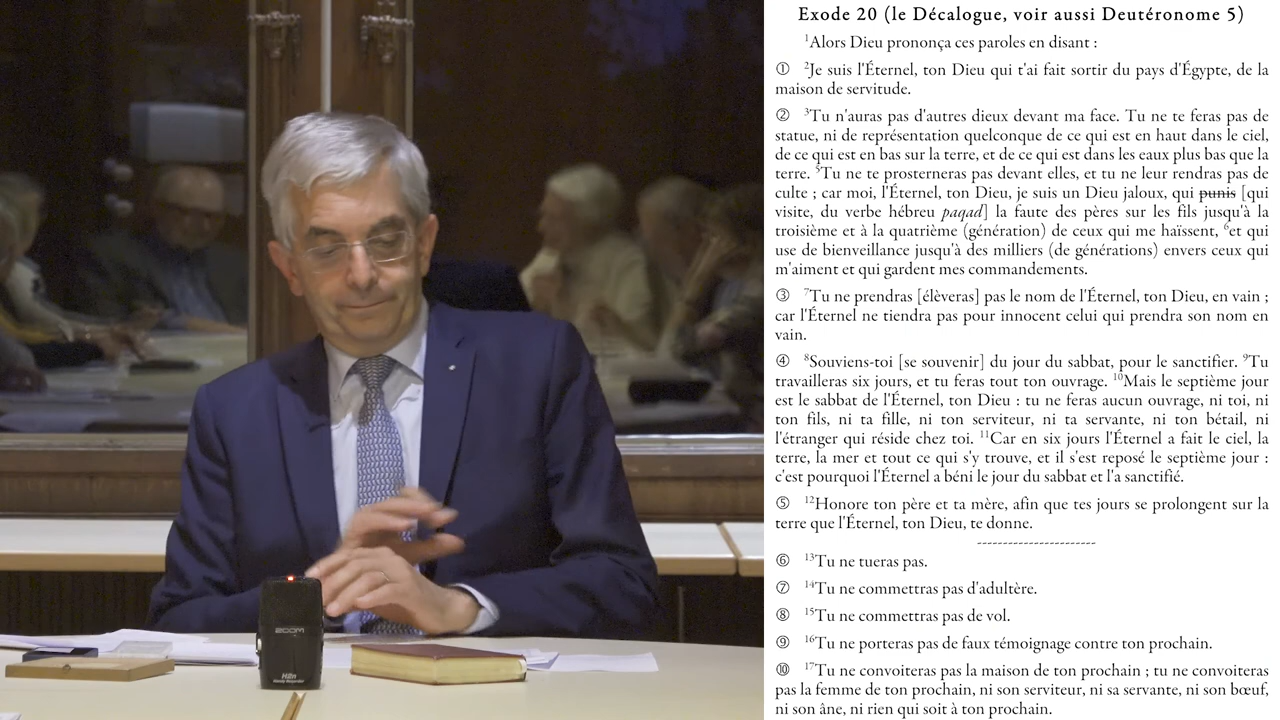 Exode 20 (le Décalogue, voir aussi Deutéronome 5)
¹Alors Dieu prononça ces paroles en disant :
① ²Je suis l'Éternel, ton Dieu qui t'ai fait sortir du pays d'Égypte, de la
maison de servitude.
② ³Tu n'auras pas d'autres dieux devant ma face. Tu ne te feras pas de
statue, ni de représentation quelconque de ce qui est en haut dans le ciel,
de ce qui est en bas sur la terre, et de ce qui est dans les eaux plus bas que la
terre. ⁵Tu ne te prosterneras pas devant elles, et tu ne leur rendras pas de
culte ; car moi, l'Éternel, ton Dieu, je suis un Dieu jaloux, qui punis [qui
visite, du verbe hébreu paqad] la faute des pères sur les fils jusqu'à la
troisième et à la quatrième (génération) de ceux qui me haïssent, ⁶et qui
use de bienveillance jusqu'à des milliers (de générations) envers ceux qui
m'aiment et qui gardent mes commandements.
③ ⁷Tu ne prendras [élèveras] pas le nom de l'Éternel, ton Dieu, en vain ;
car l'Éternel ne tiendra pas pour innocent celui qui prendra son nom en
vain.
④ ⁸Souviens-toi [se souvenir] du jour du sabbat, pour le sanctifier. ⁹Tu
travailleras six jours, et tu feras tout ton ouvrage. ¹⁰Mais le septième jour
est le sabbat de l'Éternel, ton Dieu : tu ne feras aucun ouvrage, ni toi, ni
ton fils, ni ta fille, ni ton serviteur, ni ta servante, ni ton bétail, ni
l'étranger qui réside chez toi. ¹¹Car en six jours l'Éternel a fait le ciel, la
terre, la mer et tout ce qui s'y trouve, et il s'est reposé le septième jour :
c'est pourquoi l'Éternel a béni le jour du sabbat et l'a sanctifié.
⑤ ¹²Honore ton père et ta mère, afin que tes jours se prolongent sur la
terre que l'Éternel, ton Dieu, te donne.
-----------------------
⑥ ¹³Tu ne tueras pas.
⑦ ¹⁴Tu ne commettras pas d'adultère.
⑧ ¹⁵Tu ne commettras pas de vol.
⑨ ¹⁶Tu ne porteras pas de faux témoignage contre ton prochain.
⑩ ¹⁷Tu ne convoiteras pas la maison de ton prochain ; tu ne convoiteras
pas la femme de ton prochain, ni son serviteur, ni sa servante, ni son bœuf,
ni son âne, ni rien qui soit à ton prochain.
ZOOM
H2n
Handy Recorder